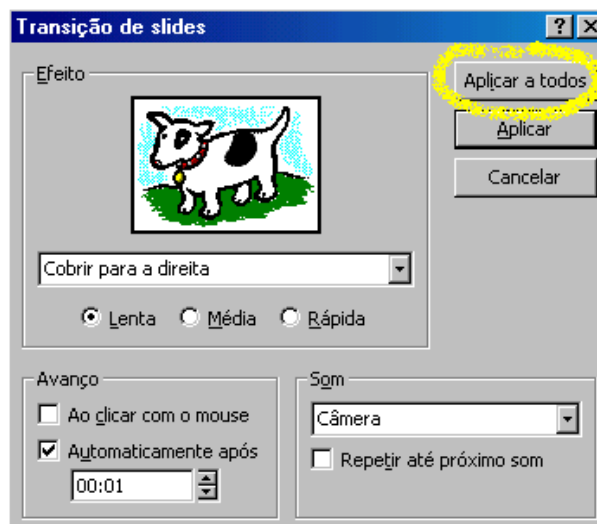 Transição de slides
Efeito
Aplicar a todos
Aplicar
Cancelar
Cobrir para a direita
Lenta Média Rápida
Avanço
Ao clicar com o mouse
Automaticamente após
00:01
Som
Câmera
Repetir até próximo som